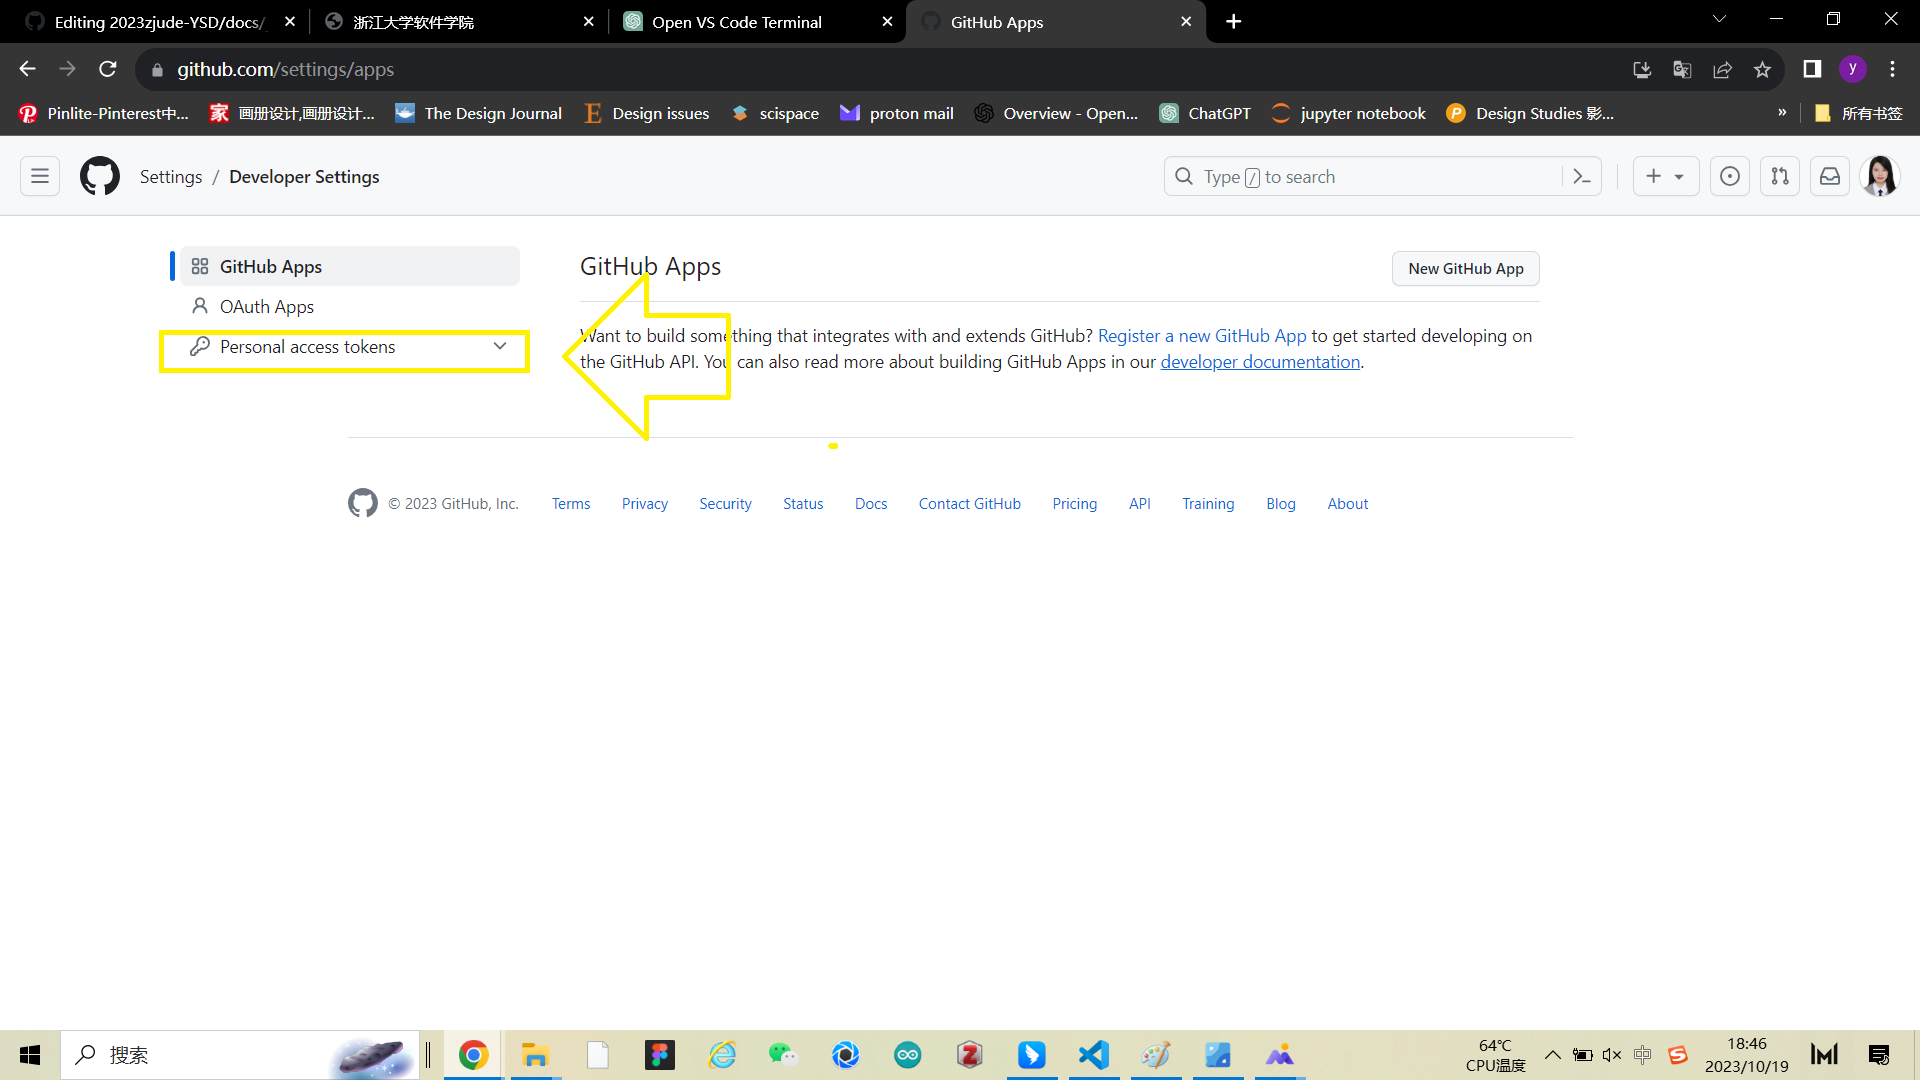 Editing 2023zjude-YSD/docs/
浙江大学软件学院
Open VS Code Terminal
GitHub Apps
github.com/settings/apps
y
Pinlite-Pinterest中...
家 画册设计,画册设计...
The Design Journal
E Design issues
scispace
proton mail
Overview - Open...
ChatGPT
jupyter notebook
P Design Studies 影...
»
所有书签
Settings / Developer Settings
Type / to search
GitHub Apps
OAuth Apps
Personal access tokens
GitHub Apps
New GitHub App
Want to build something that integrates with and extends GitHub? Register a new GitHub App to get started developing on
the GitHub API. You can also read more about building GitHub Apps in our developer documentation.
© 2023 GitHub, Inc.
Terms
Privacy
Security
Status
Docs
Contact GitHub
Pricing
API
Training
Blog
About
搜索
64℃
CPU温度
中
18:46
2023/10/19